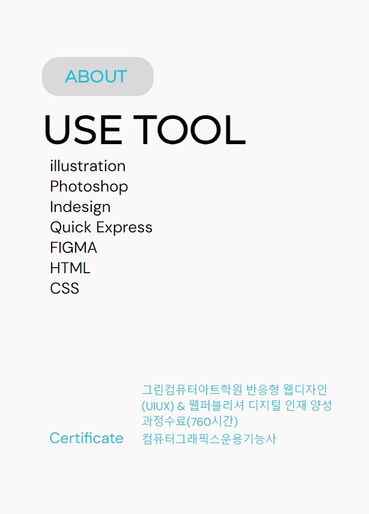 ABOUT
USE TOOL
illustration
Photoshop
Indesign
Quick Express
FIGMA
HTML
CSS
그린컴퓨터아트학원 반응형 웹디자인
(UIUX) & 웹퍼블리셔 디지털 인재 양성
과정수료(760시간)
Certificate 컴퓨터그래픽스운용기능사